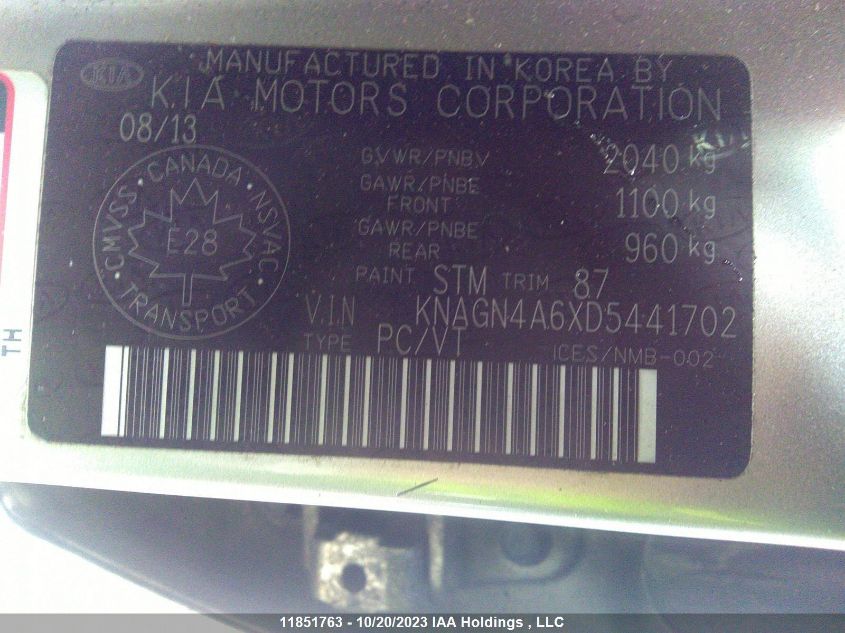 KIA
MANUFACTURED IN KOREA BY
KIA MOTORS CORPORATION
08/13
CMVSS · CANADA · NSVAC
E28
TRANSPORT
GVWR/PNBV 2040 kg
GAWR/PNBE FRONT 1100 kg
GAWR/PNBE REAR 960 kg
PAINT STM TRIM 87
V.I.N KNAGN4A6XD5441702
TYPE PC/VT ICES/NMB-002
TH
11851763 - 10/20/2023 IAA Holdings , LLC